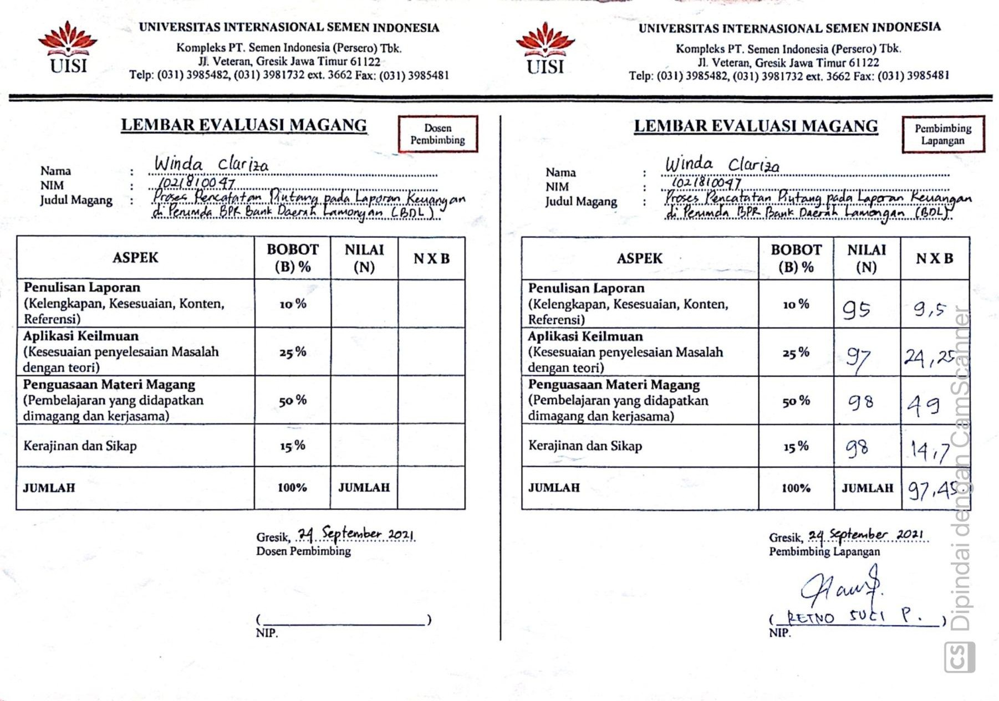 UISI
UNIVERSITAS INTERNASIONAL SEMEN INDONESIA
Kompleks PT. Semen Indonesia (Persero) Tbk.
Jl. Veteran, Gresik Jawa Timur 61122
Telp: (031) 3985482, (031) 3981732 ext. 3662 Fax: (031) 3985481
LEMBAR EVALUASI MAGANG
Dosen
Pembimbing
Nama : Winda Clariza
NIM : 1021810047
Judul Magang : Proses Pencatatan Piutang pada Laporan Keuangan
di Perumda BPR Bank Daerah Lamongan (BDL)
ASPEK BOBOT (B) % NILAI (N) N X B
Penulisan Laporan
(Kelengkapan, Kesesuaian, Konten, 10 %
Referensi)
Aplikasi Keilmuan
(Kesesuaian penyelesaian Masalah 25 %
dengan teori)
Penguasaan Materi Magang
(Pembelajaran yang didapatkan 50 %
dimagang dan kerjasama)
Kerajinan dan Sikap 15 %
JUMLAH 100% JUMLAH
Gresik, 24 September 2021
Dosen Pembimbing
( )
NIP.
UISI
UNIVERSITAS INTERNASIONAL SEMEN INDONESIA
Kompleks PT. Semen Indonesia (Persero) Tbk.
Jl. Veteran, Gresik Jawa Timur 61122
Telp: (031) 3985482, (031) 3981732 ext. 3662 Fax: (031) 3985481
LEMBAR EVALUASI MAGANG
Pembimbing
Lapangan
Nama : Winda Clariza
NIM : 1021810047
Judul Magang : Proses Pencatatan Piutang pada Laporan Keuangan
di Perumda BPR Bank Daerah Lamongan (BDL)
ASPEK BOBOT (B) % NILAI (N) N X B
Penulisan Laporan
(Kelengkapan, Kesesuaian, Konten, 10 % 95 9,5
Referensi)
Aplikasi Keilmuan
(Kesesuaian penyelesaian Masalah 25 % 97 24,25
dengan teori)
Penguasaan Materi Magang
(Pembelajaran yang didapatkan 50 % 98 49
dimagang dan kerjasama)
Kerajinan dan Sikap 15 % 98 14,7
JUMLAH 100% JUMLAH 97,45
Gresik, 24 September 2021
Pembimbing Lapangan
( RETNO SUCI P. )
NIP.
CS Dipindai dengan CamScanner